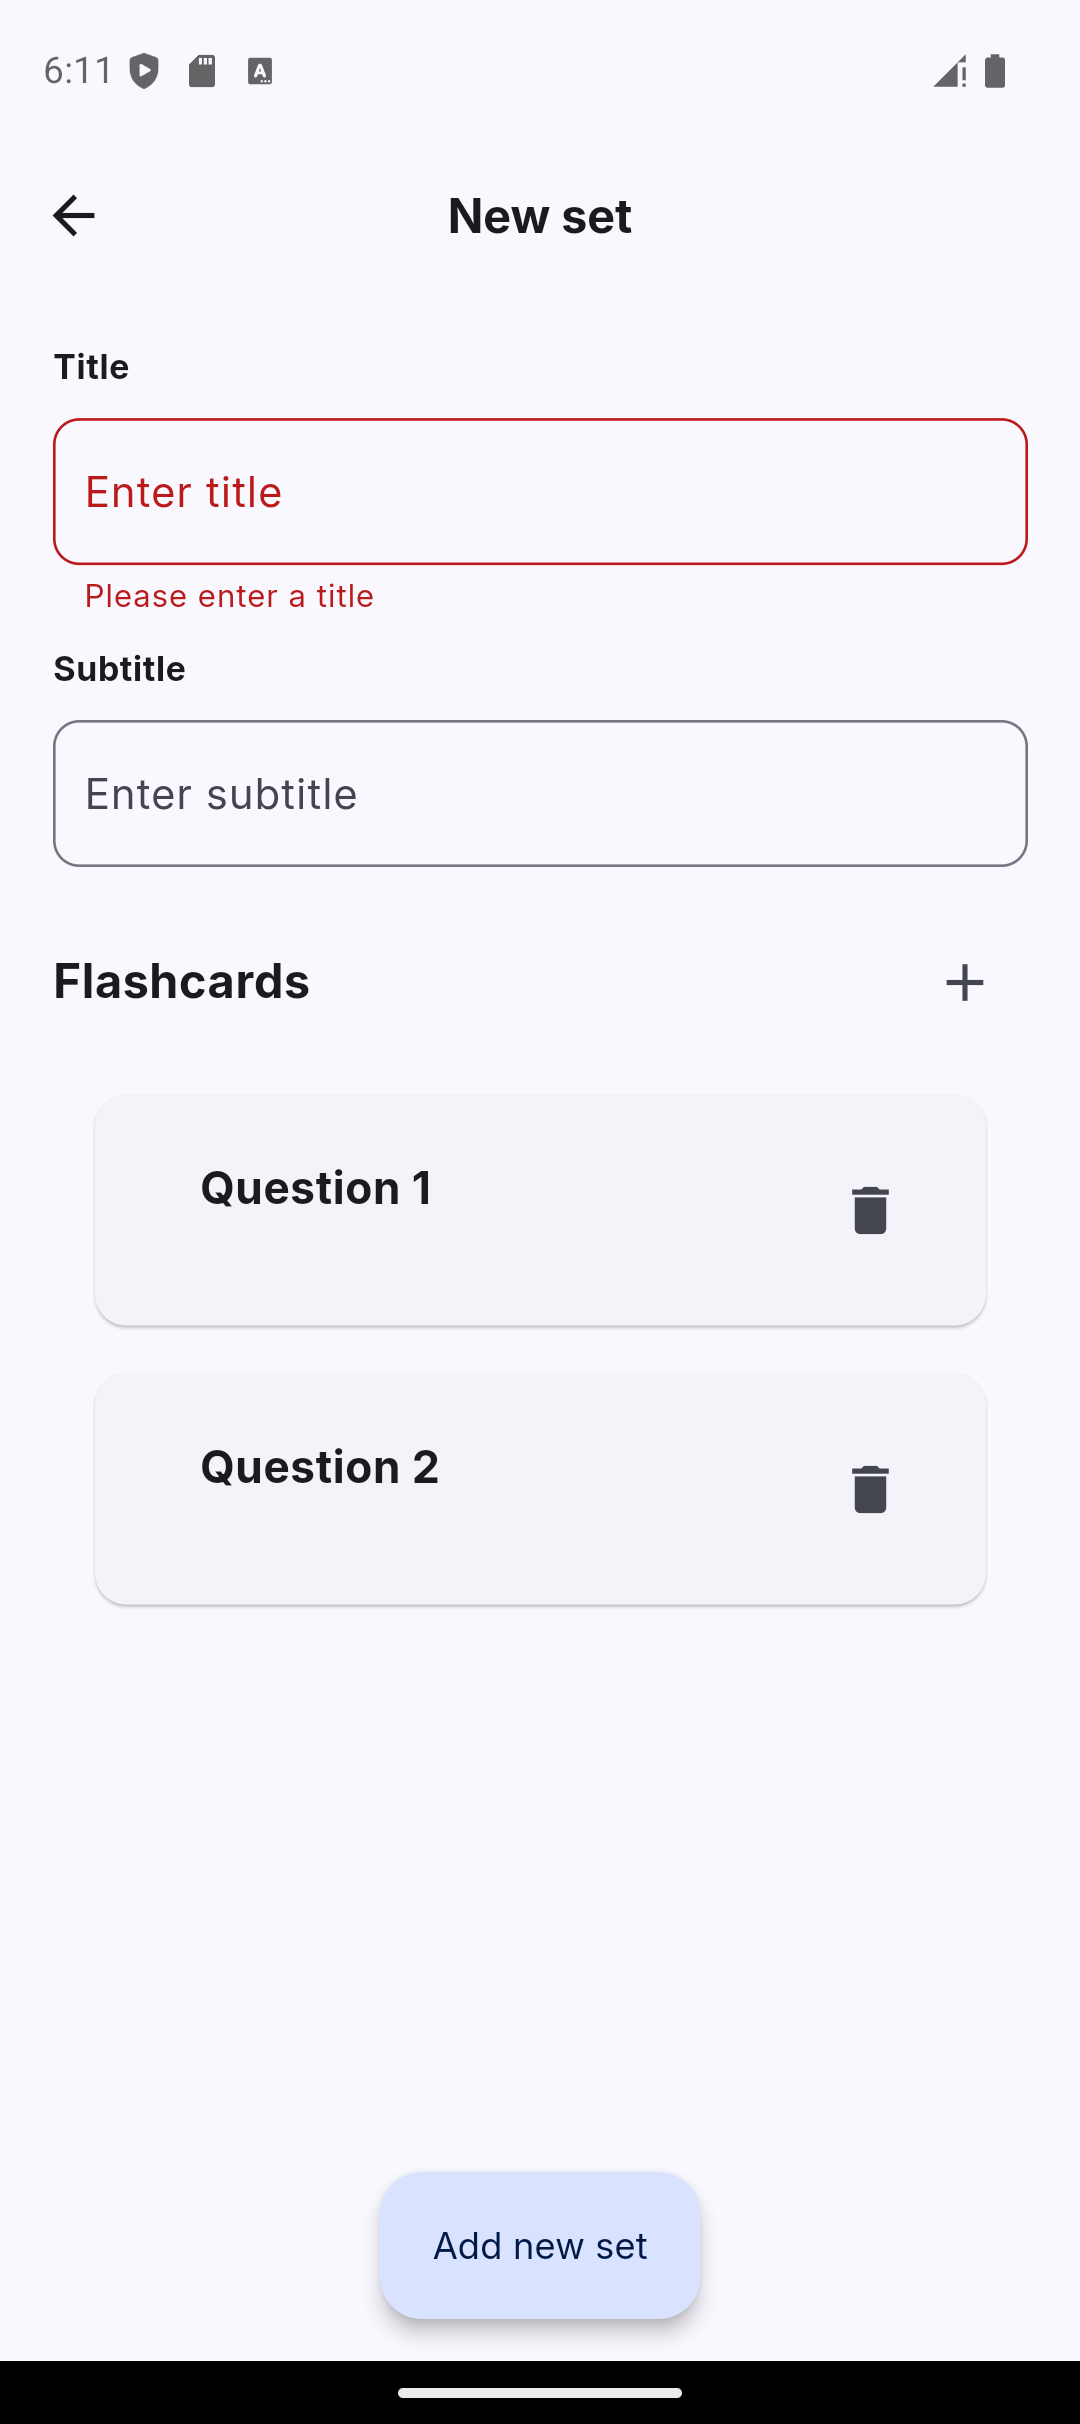 6:11
New set
Title
Enter title
Please enter a title
Subtitle
Enter subtitle
Flashcards
Question 1
Question 2
Add new set